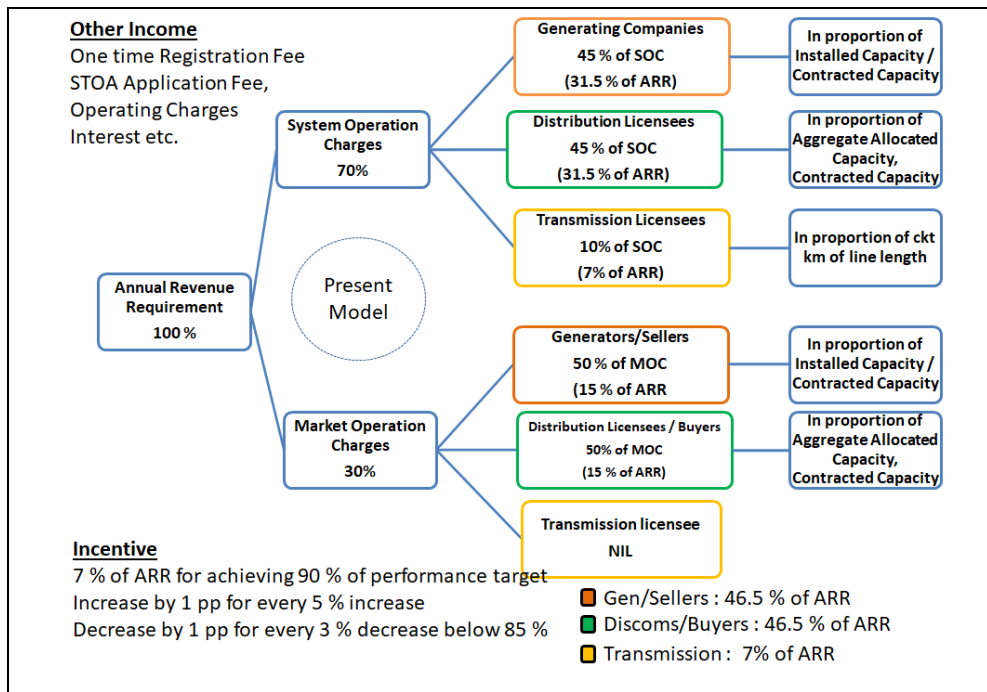 Other Income
One time Registration Fee
STOA Application Fee,
Operating Charges
Interest etc.
Generating Companies
45 % of SOC
(31.5 % of ARR)
In proportion of
Installed Capacity /
Contracted Capacity
System Operation
Charges
70%
Distribution Licensees
45 % of SOC
(31.5 % of ARR)
In proportion of
Aggregate Allocated
Capacity,
Contracted Capacity
Transmission Licensees
10% of SOC
(7% of ARR)
In proportion of ckt
km of line length
Annual Revenue
Requirement
100 %
Present
Model
Generators/Sellers
50 % of MOC
(15 % of ARR
In proportion of
Installed Capacity /
Contracted Capacity
Market Operation
Charges
30%
Distribution Licensees / Buyers
50% of MOC
(15 % of ARR)
In proportion of
Aggregate Allocated
Capacity,
Contracted Capacity
Transmission licensee
NIL
Incentive
7 % of ARR for achieving 90 % of performance target
Increase by 1 pp for every 5 % increase
Decrease by 1 pp for every 3 % decrease below 85 %
Gen/Sellers : 46.5 % of ARR
Discoms/Buyers : 46.5 % of ARR
Transmission : 7% of ARR